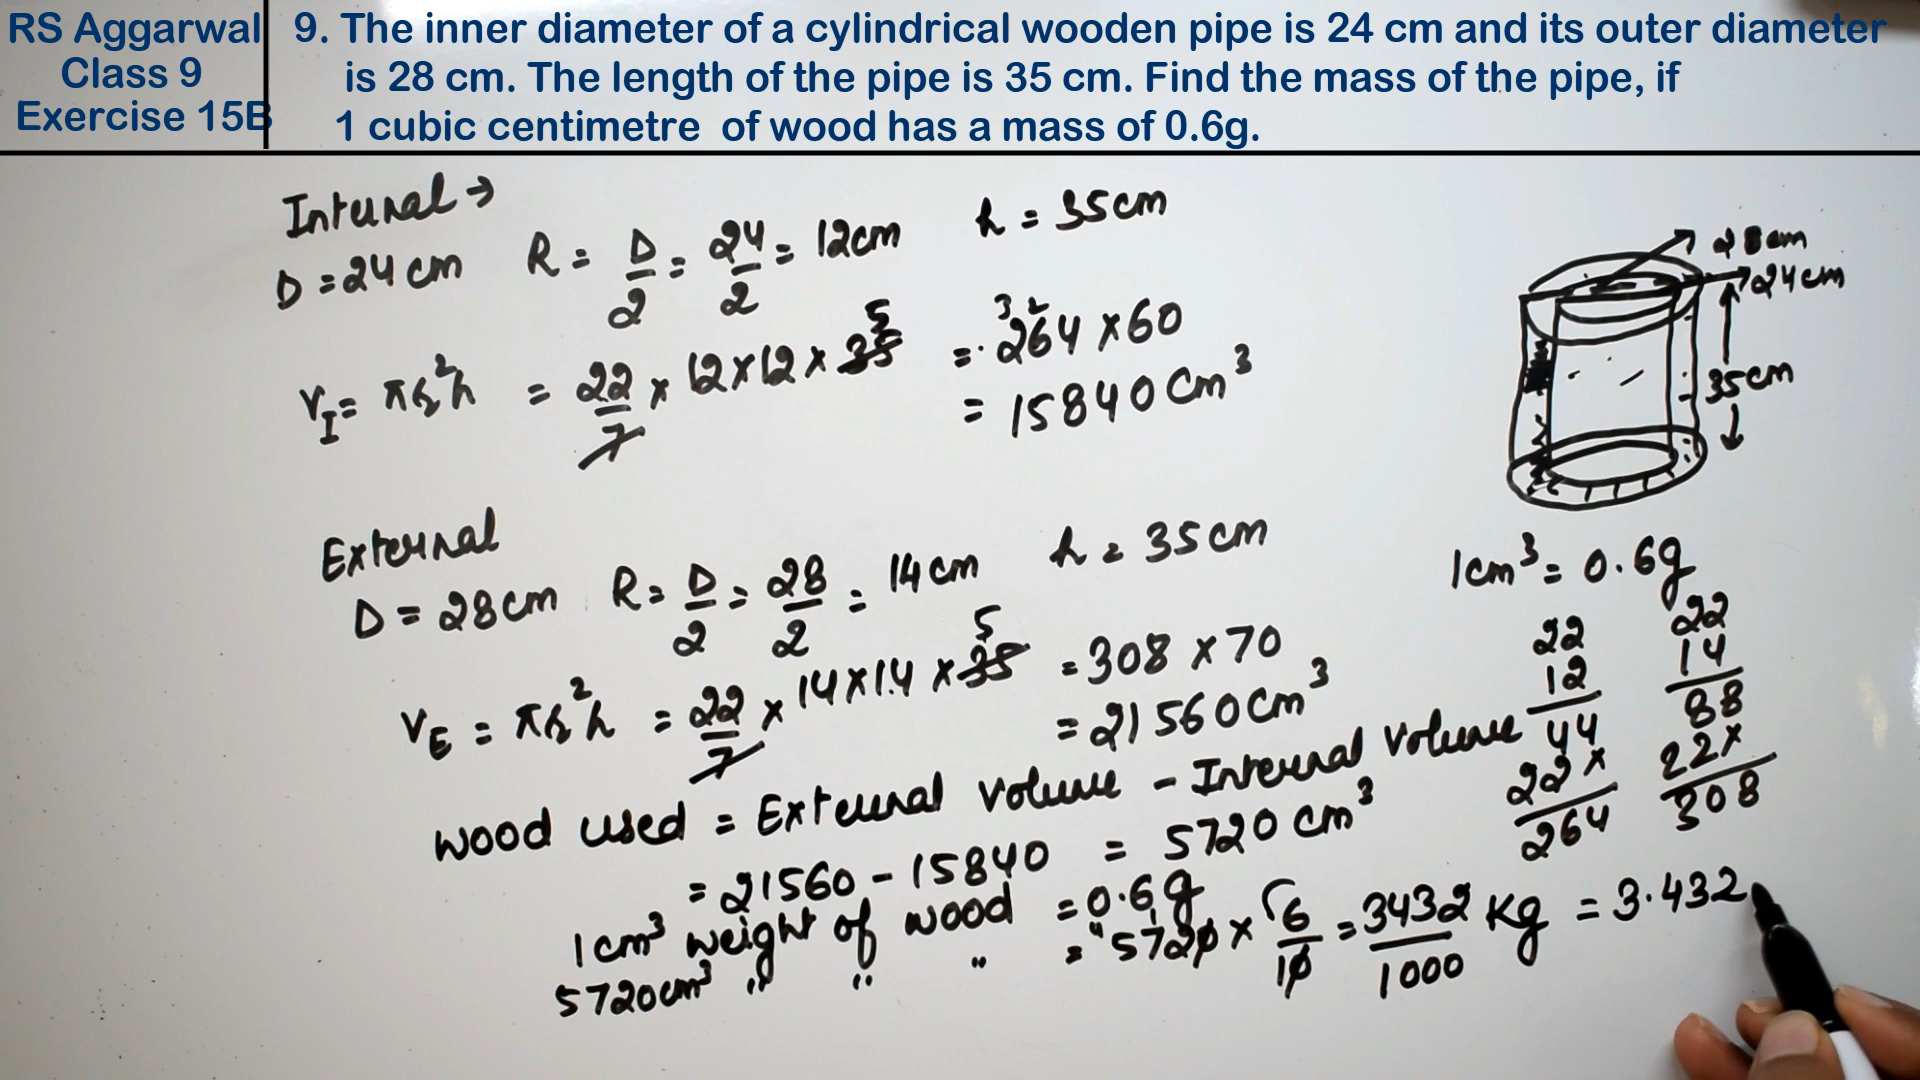 RS Aggarwal
Class 9
Exercise 15B
9. The inner diameter of a cylindrical wooden pipe is 24 cm and its outer diameter
is 28 cm. The length of the pipe is 35 cm. Find the mass of the pipe, if
1 cubic centimetre of wood has a mass of 0.6g.
Internal →
D = 24 cm R = D/2 = 24/2 = 12cm h = 35cm
V_I = πr²h = 22/7 × 12×12 × 35 5 = 264 × 60
= 15840 cm³
28cm
24cm
35cm
External
D = 28cm R = D/2 = 28/2 = 14cm h = 35cm
V_E = πr²h = 22/7 × 14×14 × 35 5 = 308 × 70
= 21560 cm³
1cm³ = 0.6g
22
12
44
22×
264
22
14
88
22×
308
wood used = External volume - Internal volume
= 21560 - 15840 = 5720 cm³
1cm³ weight of wood = 0.6g
5720cm³ " " " = 5720 × 6/10 = 3432/1000 Kg = 3.432